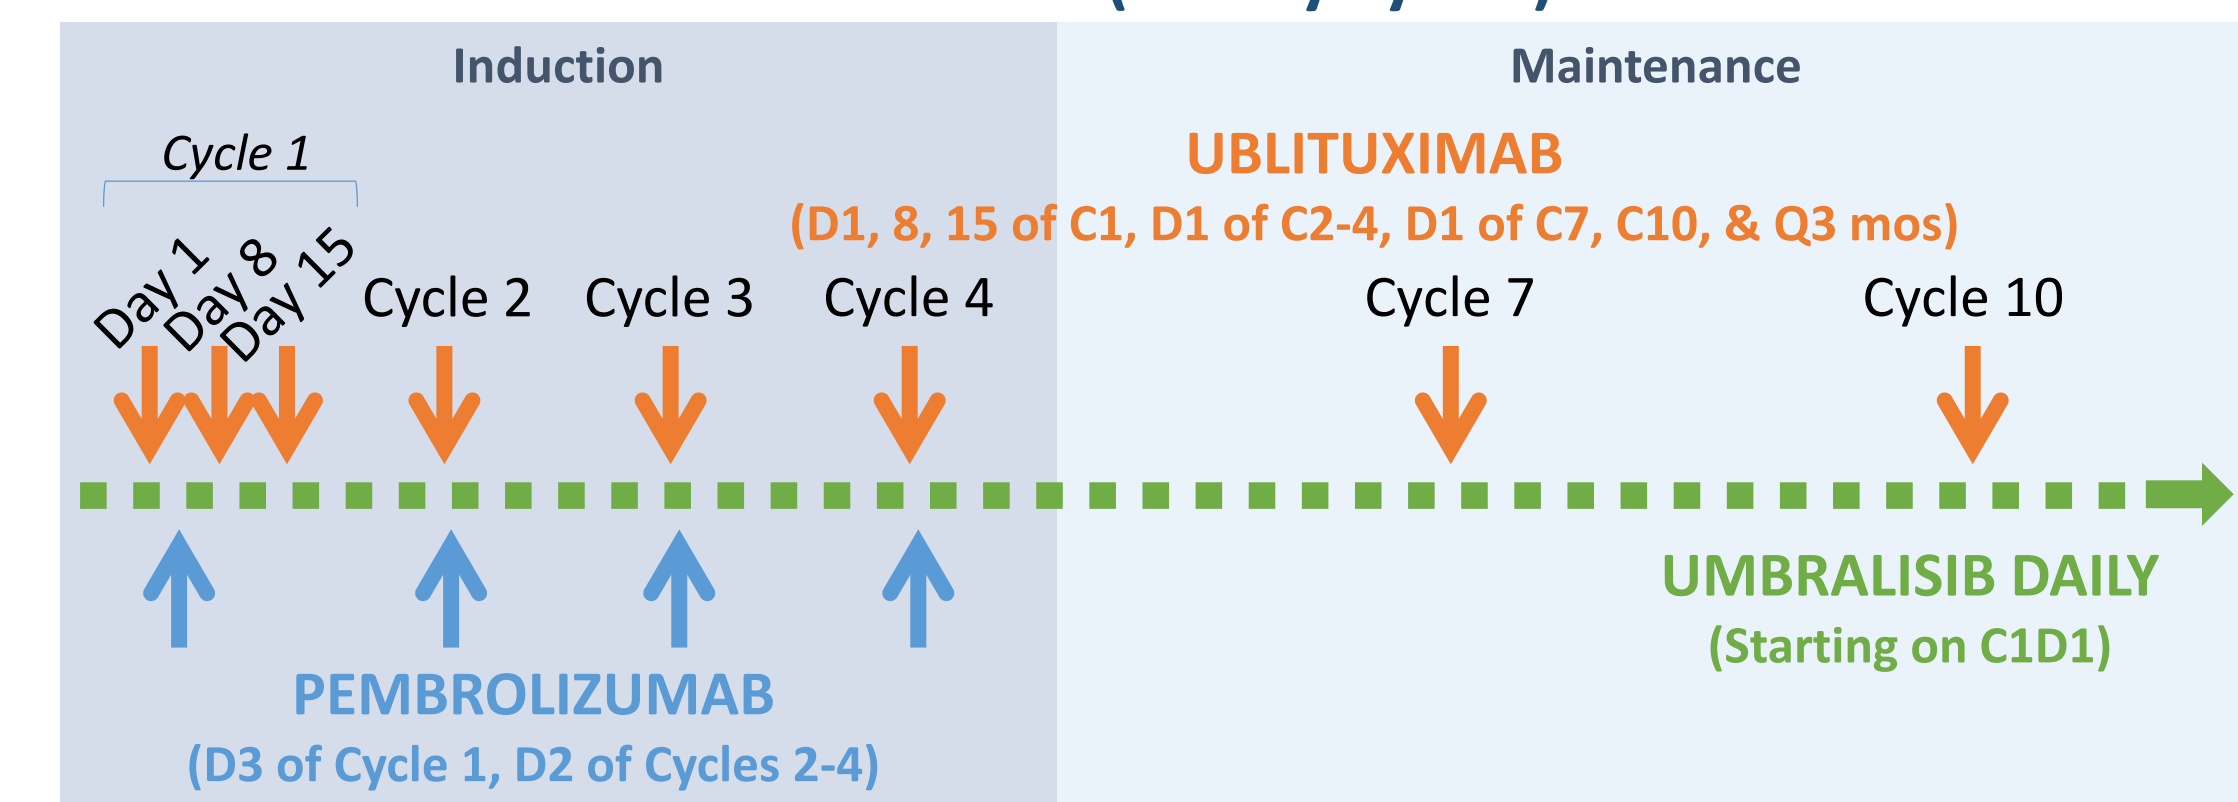 Induction
Maintenance
Cycle 1
UBLITUXIMAB
(D1, 8, 15 of C1, D1 of C2-4, D1 of C7, C10, & Q3 mos)
Day 1
Day 8
Day 15
Cycle 2
Cycle 3
Cycle 4
Cycle 7
Cycle 10
UMBRALISIB DAILY
(Starting on C1D1)
PEMBROLIZUMAB
(D3 of Cycle 1, D2 of Cycles 2-4)